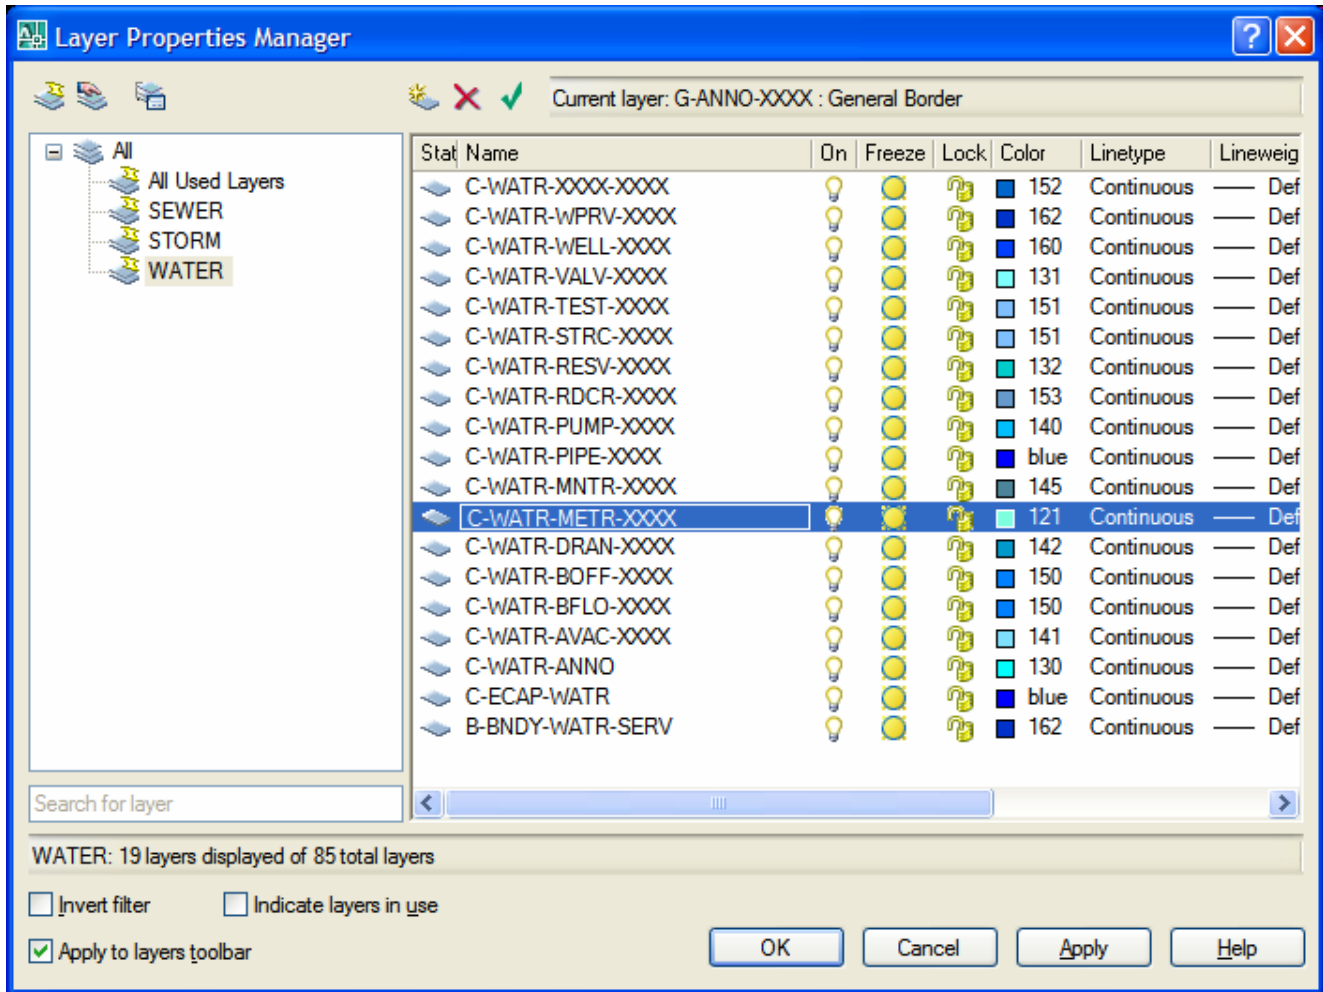 Layer Properties Manager
Current layer: G-ANNO-XXXX : General Border
All
All Used Layers
SEWER
STORM
WATER
Search for layer
Stat Name On Freeze Lock Color Linetype Lineweig
C-WATR-XXXX-XXXX 152 Continuous Def
C-WATR-WPRV-XXXX 162 Continuous Def
C-WATR-WELL-XXXX 160 Continuous Def
C-WATR-VALV-XXXX 131 Continuous Def
C-WATR-TEST-XXXX 151 Continuous Def
C-WATR-STRC-XXXX 151 Continuous Def
C-WATR-RESV-XXXX 132 Continuous Def
C-WATR-RDCR-XXXX 153 Continuous Def
C-WATR-PUMP-XXXX 140 Continuous Def
C-WATR-PIPE-XXXX blue Continuous Def
C-WATR-MNTR-XXXX 145 Continuous Def
C-WATR-METR-XXXX 121 Continuous Def
C-WATR-DRAN-XXXX 142 Continuous Def
C-WATR-BOFF-XXXX 150 Continuous Def
C-WATR-BFLO-XXXX 150 Continuous Def
C-WATR-AVAC-XXXX 141 Continuous Def
C-WATR-ANNO 130 Continuous Def
C-ECAP-WATR blue Continuous Def
B-BNDY-WATR-SERV 162 Continuous Def
WATER: 19 layers displayed of 85 total layers
Invert filter Indicate layers in use
Apply to layers toolbar
OK Cancel Apply Help